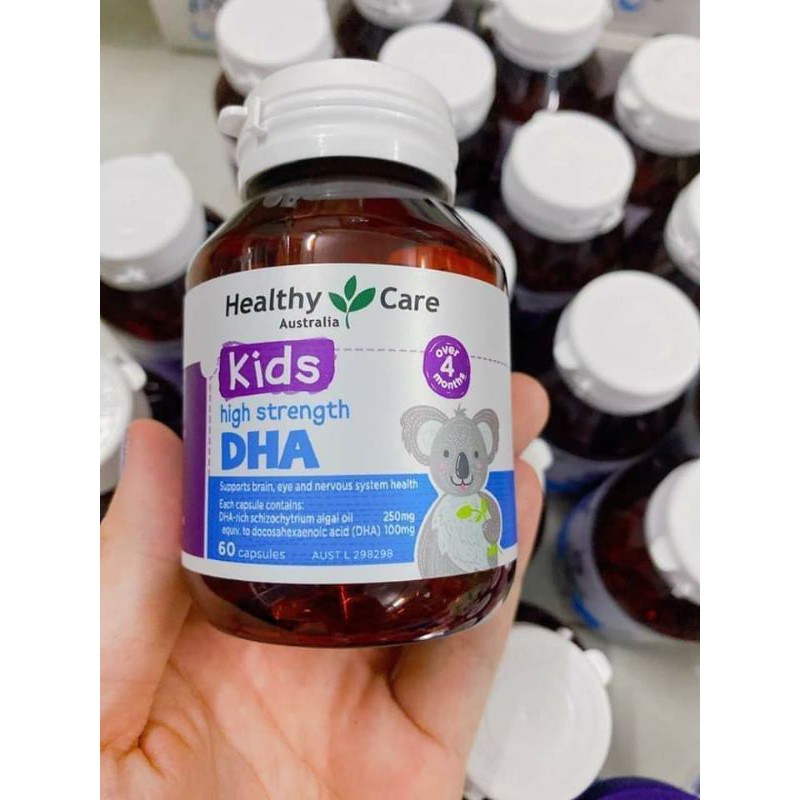 Healthy Care
Australia
Kids
over
4
months
high strength
DHA
Supports brain, eye and nervous system health
Each capsule contains:
DHA-rich schizochytrium algal oil 250mg
equiv. to docosahexaenoic acid (DHA) 100mg
60 capsules AUST L 298298